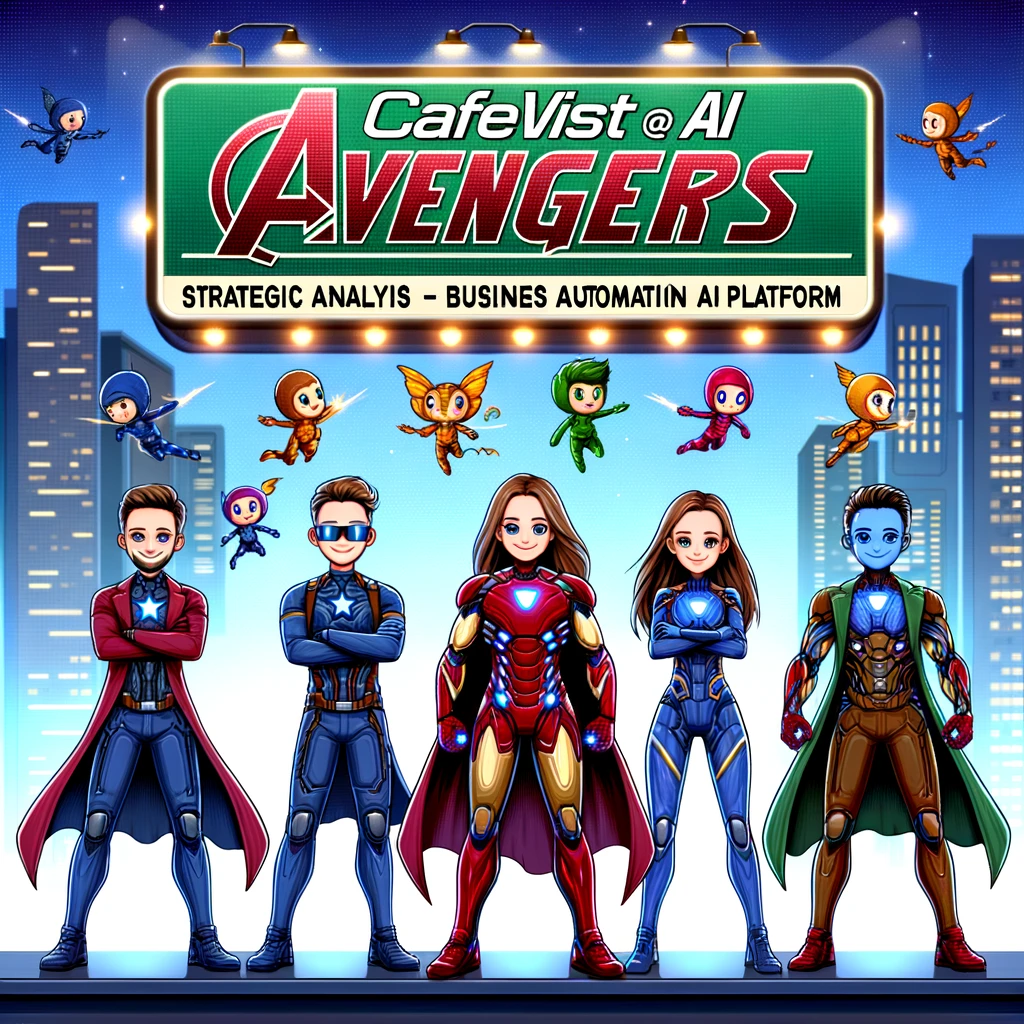 CafeVist @ AI
AVENGERS
STRATEGIC ANALYIS – BUSINES AUTOMATIIN AI PLATFORM